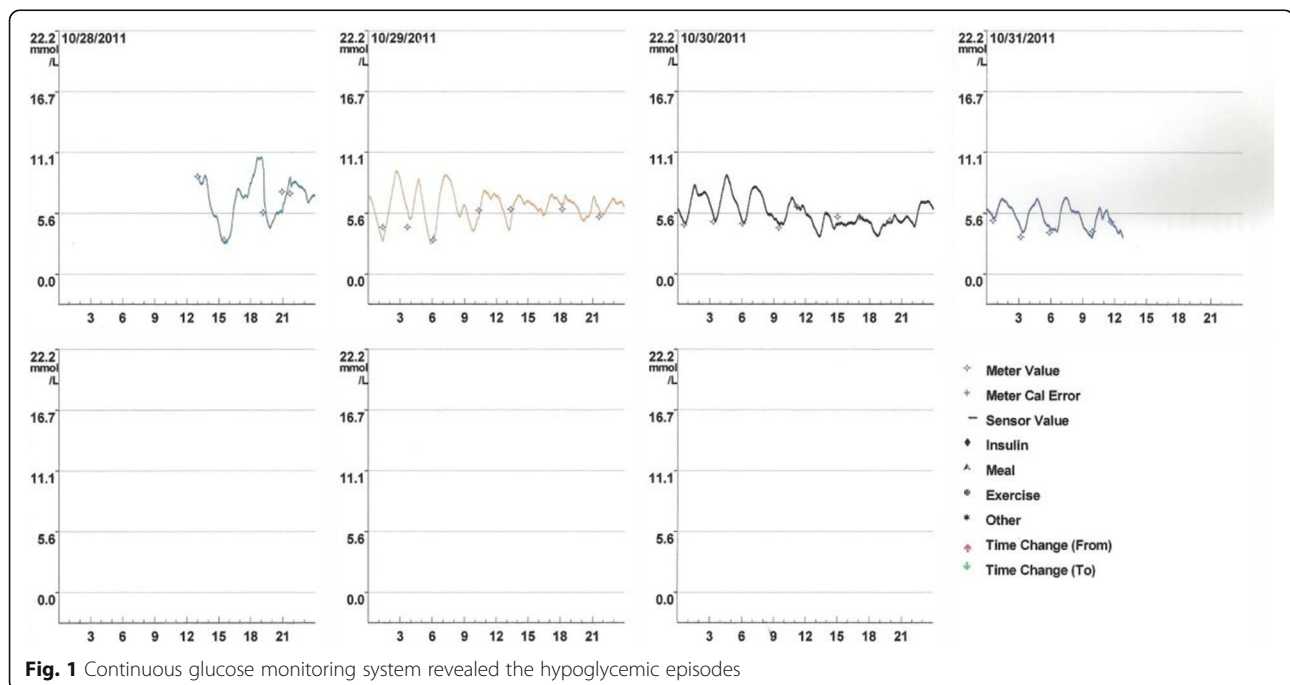 22.2 10/28/2011 22.2 10/29/2011 22.2 10/30/2011 22.2 10/31/2011
mmol mmol mmol mmol
/L /L /L /L
16.7 16.7 16.7 16.7
11.1 11.1 11.1 11.1
5.6 5.6 5.6 5.6
0.0 0.0 0.0 0.0
3 6 9 12 15 18 21 3 6 9 12 15 18 21 3 6 9 12 15 18 21 3 6 9 12 15 18 21
22.2 22.2 22.2
mmol mmol mmol
/L /L /L
16.7 16.7 16.7
11.1 11.1 11.1
5.6 5.6 5.6
0.0 0.0 0.0
3 6 9 12 15 18 21 3 6 9 12 15 18 21 3 6 9 12 15 18 21
Meter Value
Meter Cal Error
Sensor Value
Insulin
Meal
Exercise
Other
Time Change (From)
Time Change (To)
Fig. 1 Continuous glucose monitoring system revealed the hypoglycemic episodes